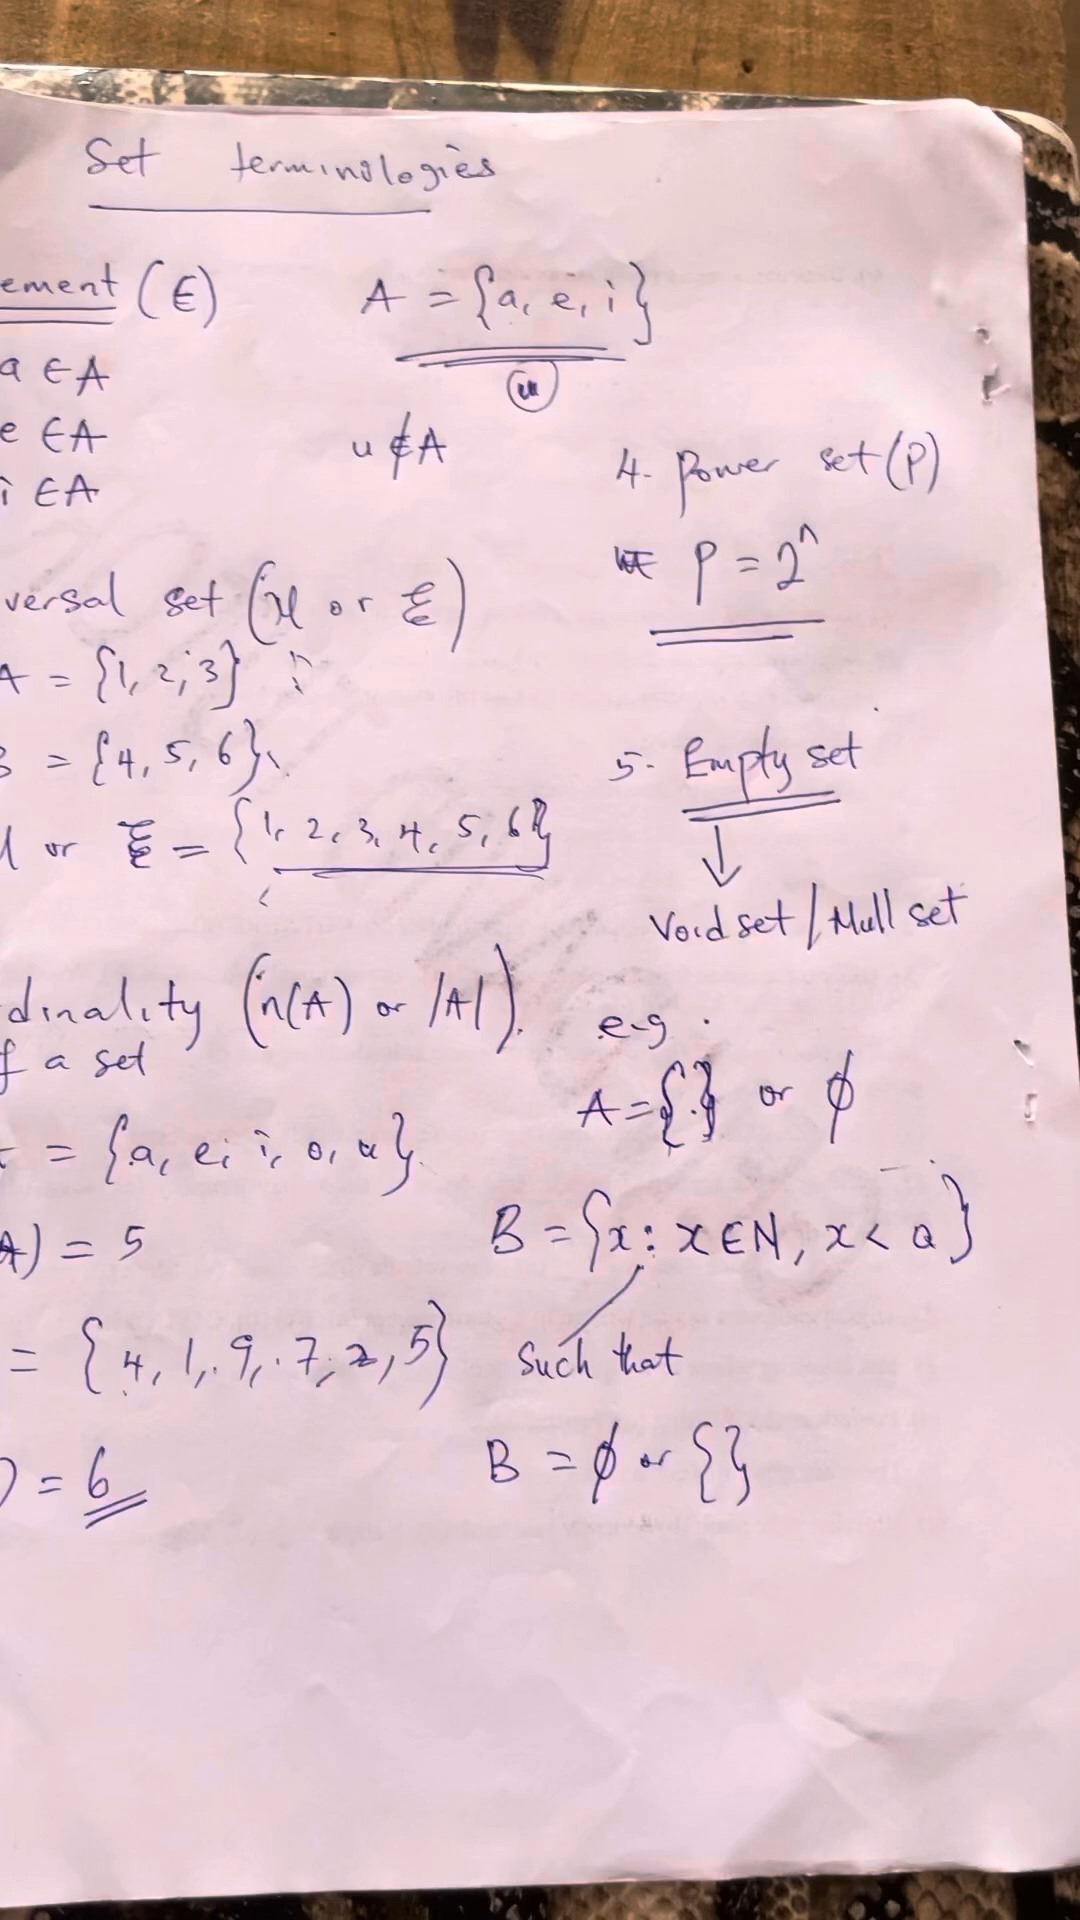 Set terminologies
ement (∈)
A = {a, e, i}
a ∈ A
u
e ∈ A
u ∉ A
i ∈ A
versal set (μ or ξ)
A = {1, 2, 3}
B = {4, 5, 6}
or ξ = {1, 2, 3, 4, 5, 6}
dinality (n(A) or |A|).
f a set
= {a, e, i, o, u}
A) = 5
= {4, 1, 9, 7, 2, 5}
) = 6
4. Power set (P)
P = 2ⁿ
5. Empty set
↓
Void set / Null set
e.g.
A = { } or ∅
B = {x : x ∈ N, x < 0}
Such that
B = ∅ or { }